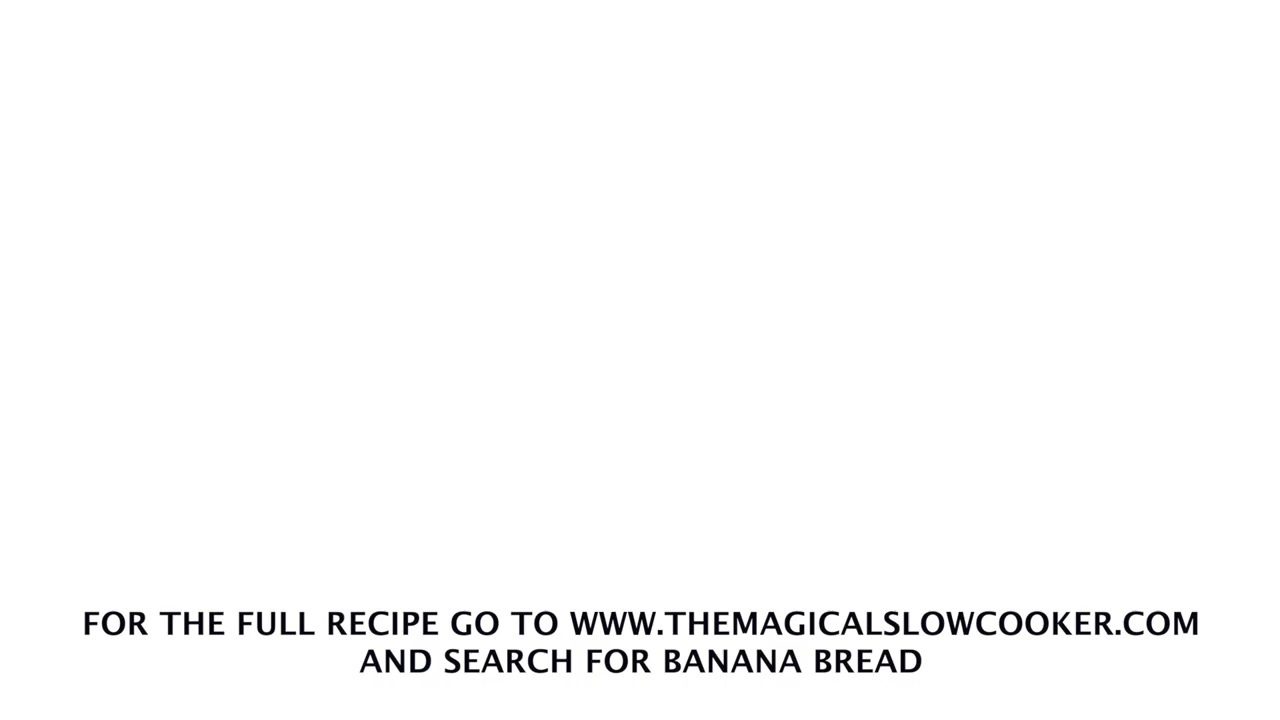 FOR THE FULL RECIPE GO TO WWW.THEMAGICALSLOWCOOKER.COM
AND SEARCH FOR BANANA BREAD